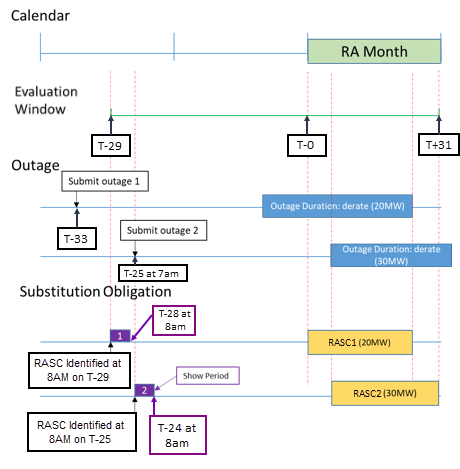 Calendar
RA Month
Evaluation
Window
T-29
T-0
T+31
Outage
Submit outage 1
Outage Duration: derate (20MW)
T-33
Submit outage 2
Outage Duration: derate
(30MW)
T-25 at 7am
Substitution Obligation
T-28 at
8am
1
RASC1 (20MW)
RASC Identified at
8AM on T-29
Show Period
2
RASC2 (30MW)
RASC Identified at
8AM on T-25
T-24 at
8am